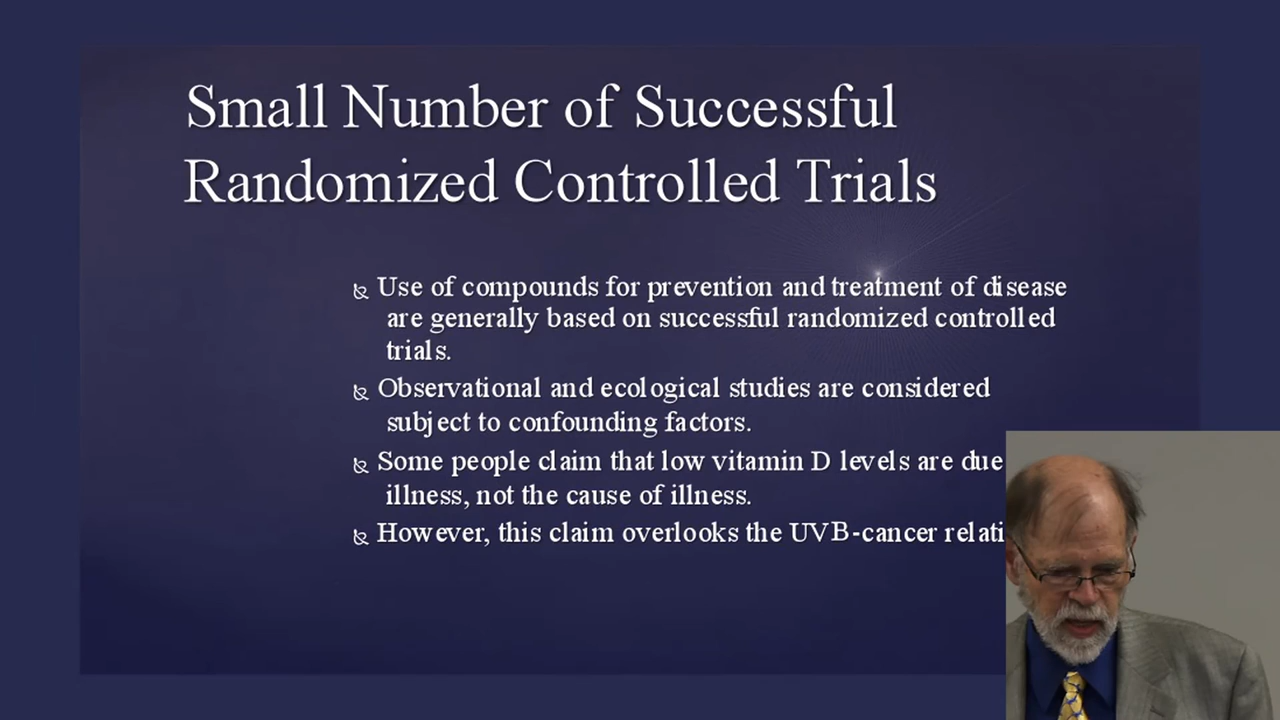 Small Number of Successful
Randomized Controlled Trials
Use of compounds for prevention and treatment of disease
are generally based on successful randomized controlled
trials.
Observational and ecological studies are considered
subject to confounding factors.
Some people claim that low vitamin D levels are due
illness, not the cause of illness.
However, this claim overlooks the UVB-cancer relati